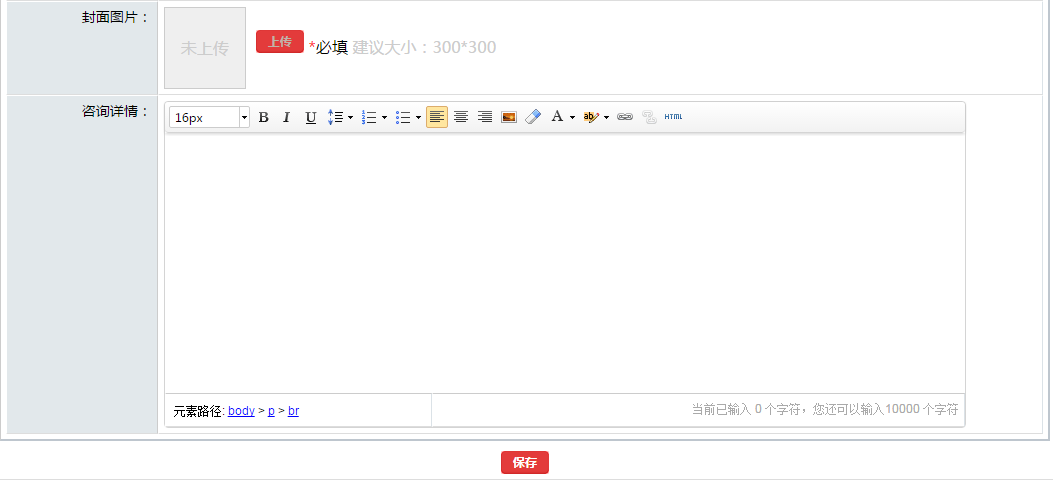 封面图片：
未上传
上传 *必填 建议大小：300*300
咨询详情：
16px B I U A ab HTML
元素路径: body > p > br
当前已输入 0 个字符，您还可以输入10000 个字符
保存